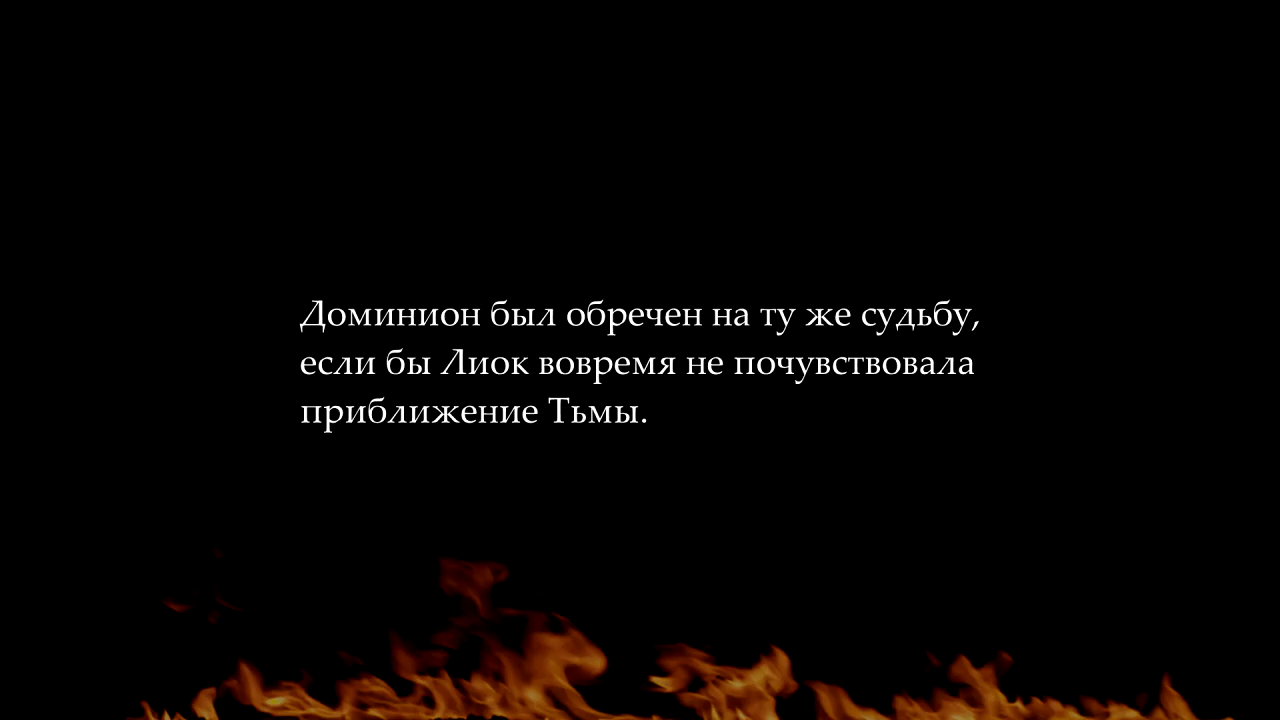 Доминион был обречен на ту же судьбу,
если бы Лиок вовремя не почувствовала
приближение Тьмы.